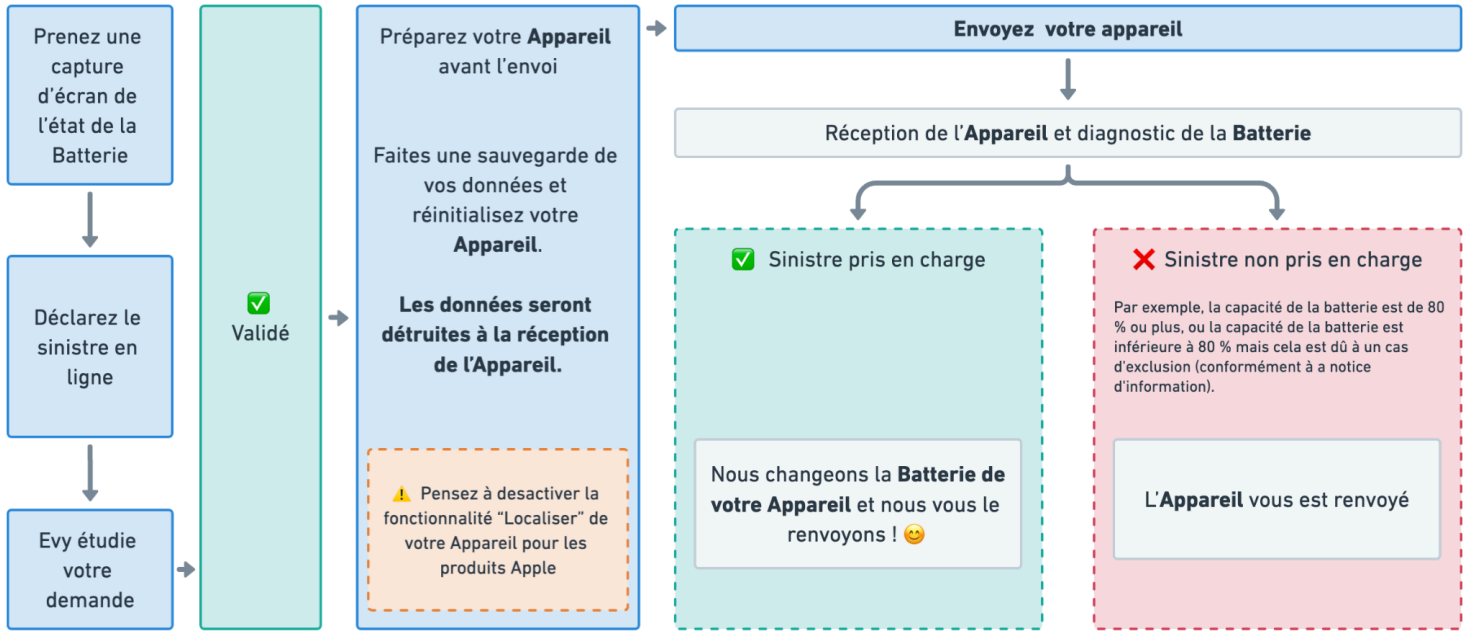 Prenez une
capture
d’écran de
l’état de la
Batterie
Déclarez le
sinistre en
ligne
Evy étudie
votre
demande
✅
Validé
Préparez votre Appareil
avant l’envoi
Faites une sauvegarde de
vos données et
réinitialisez votre
Appareil.
Les données seront
détruites à la réception
de l’Appareil.
⚠️ Pensez à desactiver la
fonctionnalité “Localiser” de
votre Appareil pour les
produits Apple
Envoyez votre appareil
Réception de l’Appareil et diagnostic de la Batterie
✅ Sinistre pris en charge
Nous changeons la Batterie de
votre Appareil et nous vous le
renvoyons ! 😊
❌ Sinistre non pris en charge
Par exemple, la capacité de la batterie est de 80
% ou plus, ou la capacité de la batterie est
inférieure à 80 % mais cela est dû à un cas
d'exclusion (conformément à a notice
d'information).
L’Appareil vous est renvoyé